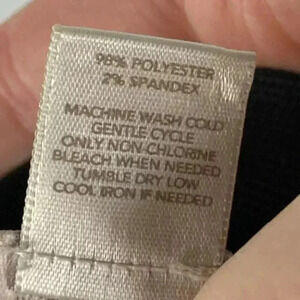 98% POLYESTER
2% SPANDEX
MACHINE WASH COLD
GENTLE CYCLE
ONLY NON-CHLORINE
BLEACH WHEN NEEDED
TUMBLE DRY LOW
COOL IRON IF NEEDED